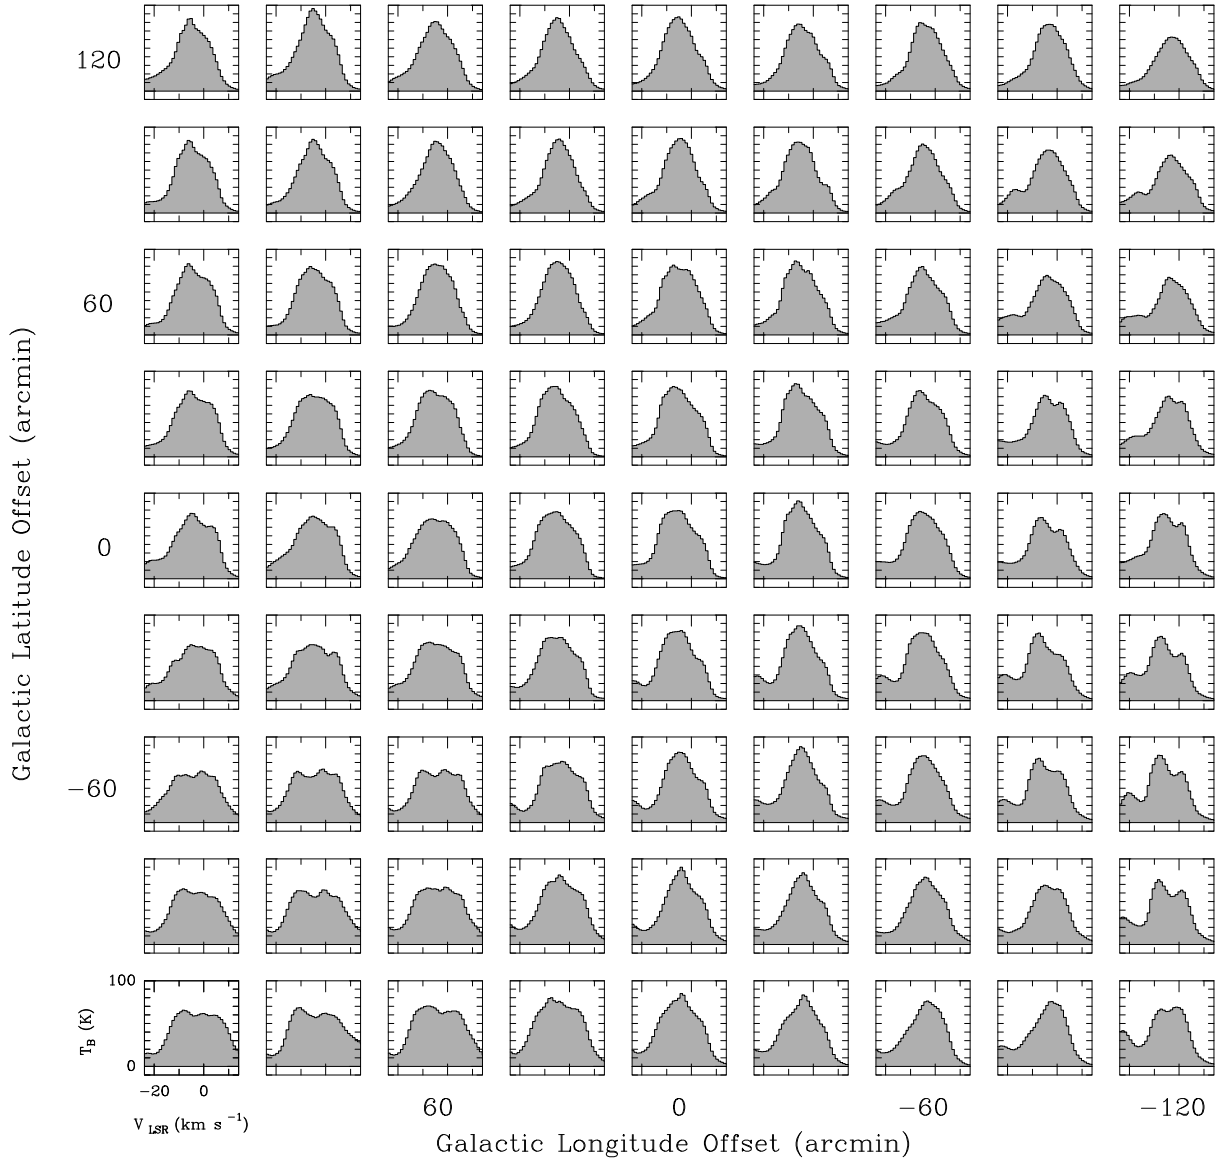 120
60
0
−60
Galactic Latitude Offset (arcmin)
100
0
T_B (K)
−20 0
V_LSR (km s⁻¹)
60 0 −60 −120
Galactic Longitude Offset (arcmin)